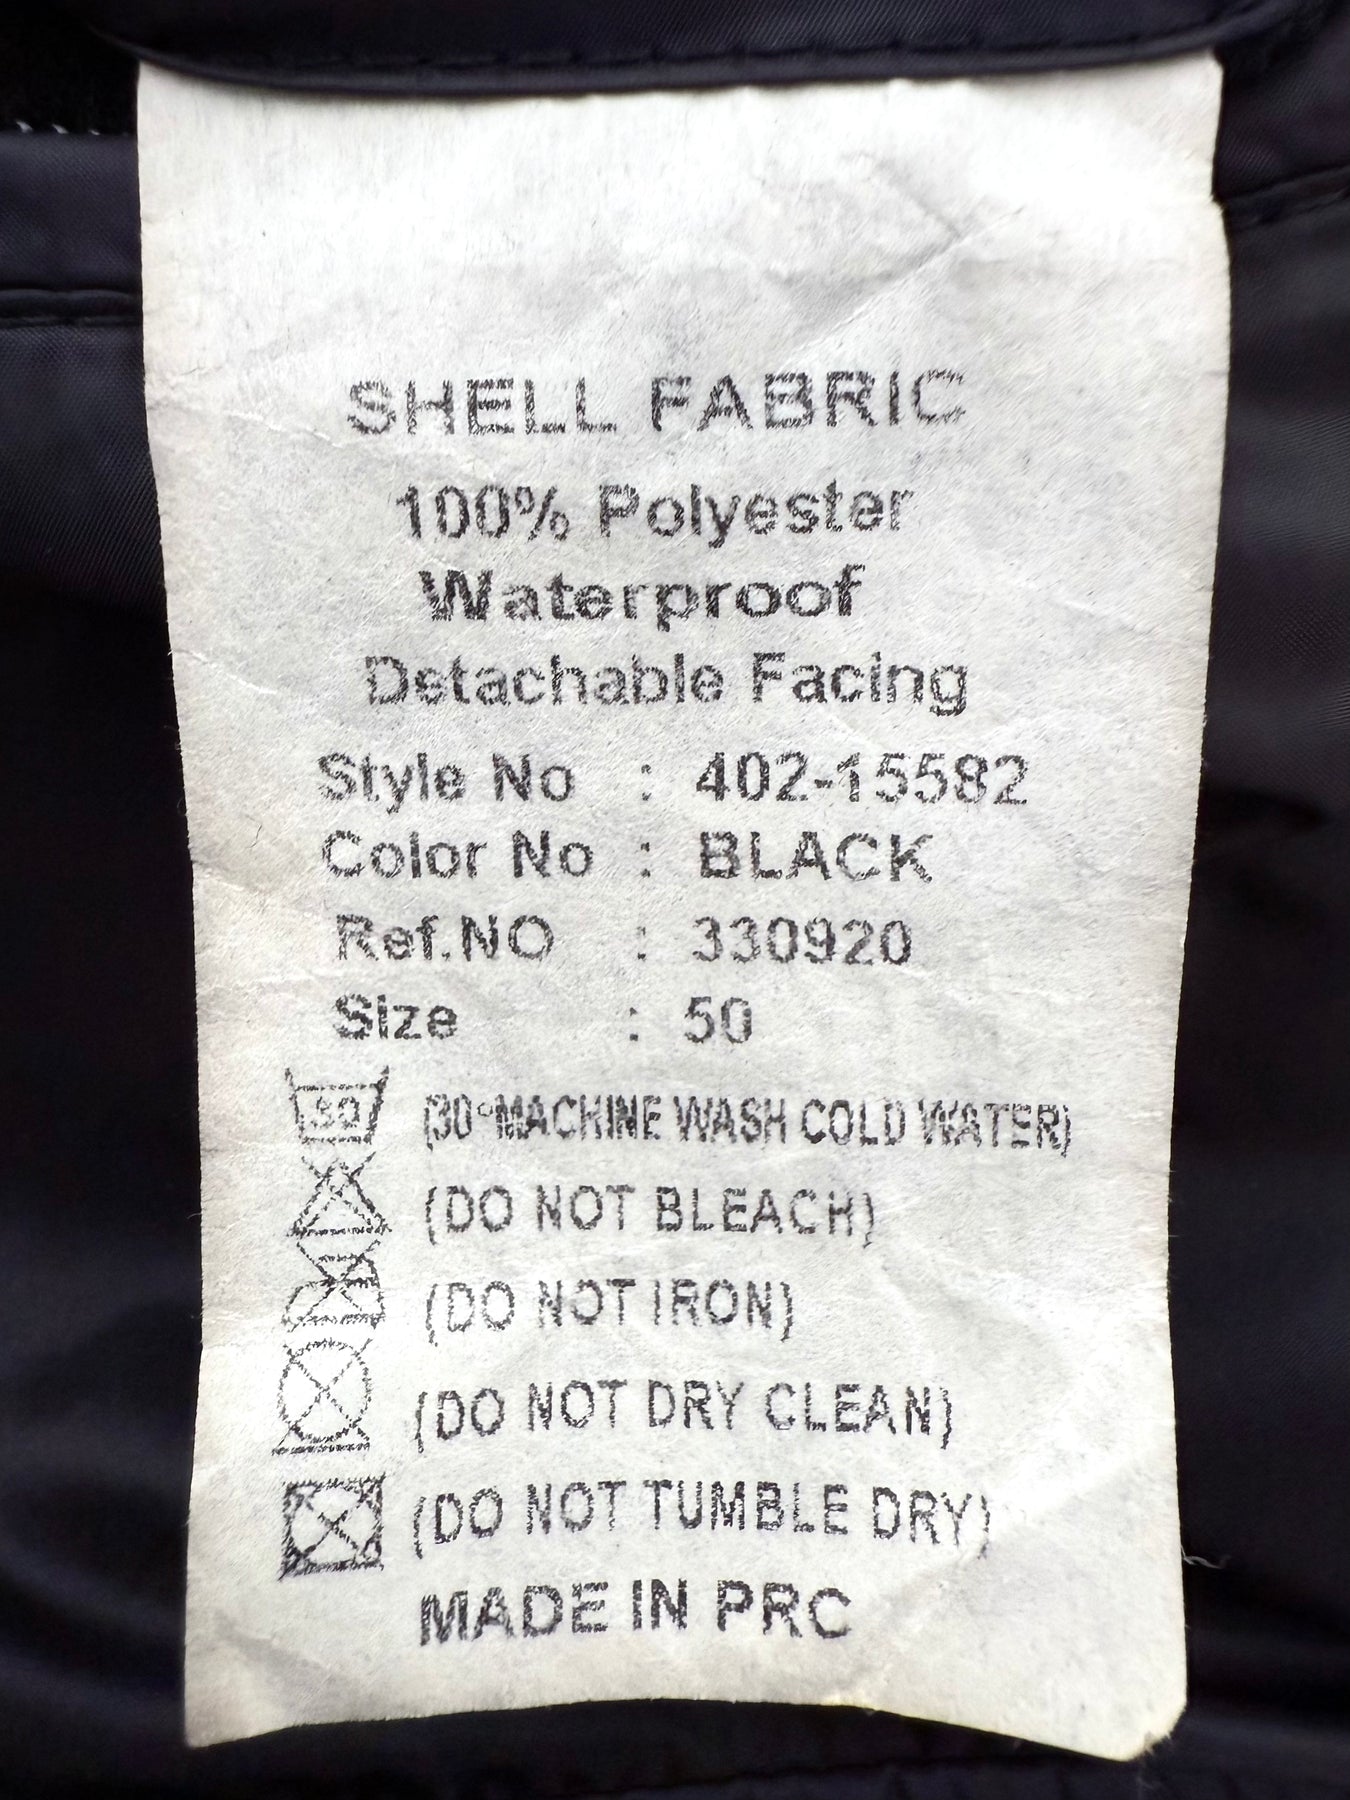 SHELL FABRIC
100% Polyester
Waterproof
Detachable Facing
Style No : 402-15582
Color No : BLACK
Ref.NO : 330920
Size : 50
30 (30°MACHINE WASH COLD WATER)
(DO NOT BLEACH)
(DO NOT IRON)
(DO NOT DRY CLEAN)
(DO NOT TUMBLE DRY)
MADE IN PRC